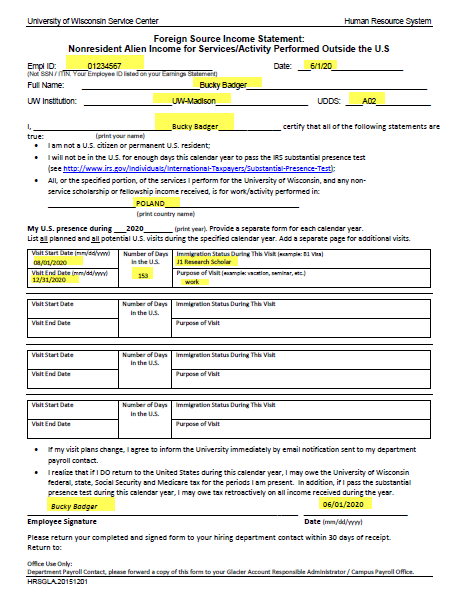 University of Wisconsin Service Center Human Resource System
Foreign Source Income Statement:
Nonresident Alien Income for Services/Activity Performed Outside the U.S
Empl ID: 01234567 Date: 6/1/20
(Not SSN / ITIN. Your Employee ID listed on your Earnings Statement)
Full Name: Bucky Badger
UW Institution: UW-Madison UDDS: A02
I, Bucky Badger certify that all of the following statements are
true: (print your name)
• I am not a U.S. citizen or permanent U.S. resident;
• I will not be in the U.S. for enough days this calendar year to pass the IRS substantial presence test
(see http://www.irs.gov/Individuals/International-Taxpayers/Substantial-Presence-Test);
• All, or the specified portion, of the services I perform for the University of Wisconsin, and any non-
service scholarship or fellowship income received, is for work/activity performed in:
POLAND
(print country name)
My U.S. presence during 2020 (print year). Provide a separate form for each calendar year.
List all planned and all potential U.S. visits during the specified calendar year. Add a separate page for additional visits.
Visit Start Date (mm/dd/yyyy) Number of Days Immigration Status During This Visit (example: B1 Visa)
08/01/2020 in the U.S. J1 Research Scholar
Visit End Date (mm/dd/yyyy) 153 Purpose of Visit (example: vacation, seminar, etc.)
12/31/2020 work
Visit Start Date Number of Days Immigration Status During This Visit
in the U.S.
Visit End Date Purpose of Visit
Visit Start Date Number of Days Immigration Status During This Visit
in the U.S.
Visit End Date Purpose of Visit
Visit Start Date Number of Days Immigration Status During This Visit
in the U.S.
Visit End Date Purpose of Visit
• If my visit plans change, I agree to inform the University immediately by email notification sent to my department
payroll contact.
• I realize that if I DO return to the United States during this calendar year, I may owe the University of Wisconsin
federal, state, Social Security and Medicare tax for the periods I am present. In addition, if I pass the substantial
presence test during this calendar year, I may owe tax retroactively on all income received during the year.
Bucky Badger 06/01/2020
Employee Signature Date (mm/dd/yyyy)
Please return your completed and signed form to your hiring department contact within 30 days of receipt.
Return to:
Office Use Only:
Department Payroll Contact, please forward a copy of this form to your Glacier Account Responsible Administrator / Campus Payroll Office.
HRSGLA.20151201